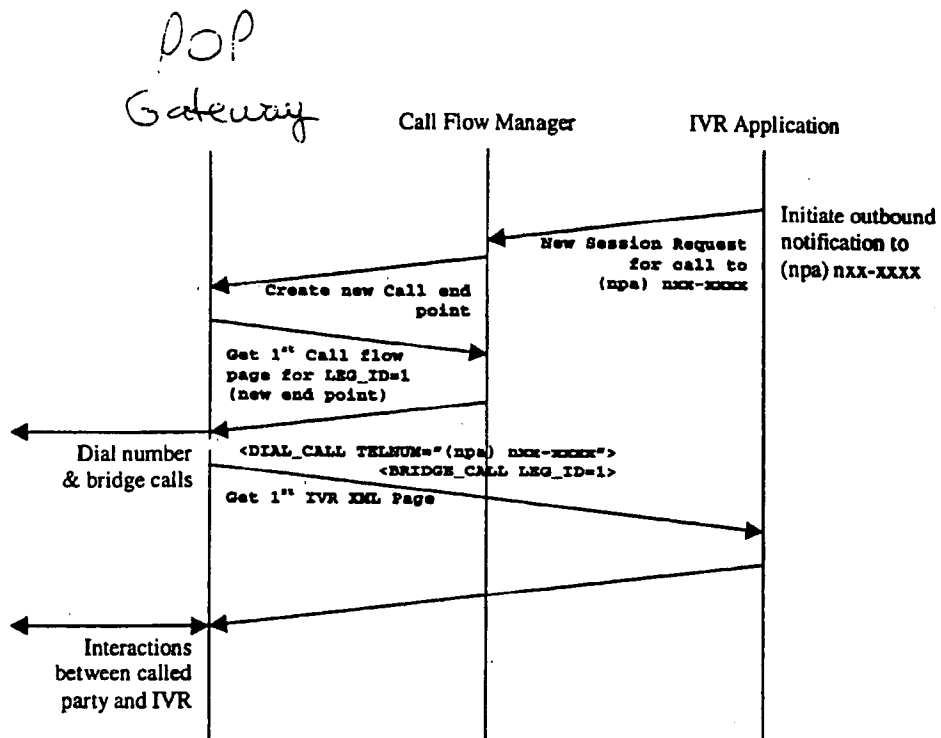 POP
Gateway
Call Flow Manager
IVR Application
Initiate outbound
notification to
(npa) nxx-xxxx
New Session Request
for call to
(npa) nxx-xxxx
Create new Call end
point
Get 1st Call flow
page for LEG_ID=1
(new end point)
Dial number
& bridge calls
<DIAL_CALL TELNUM="(npa) nxx-xxxx">
<BRIDGE_CALL LEG_ID=1>
Get 1st IVR XML Page
Interactions
between called
party and IVR